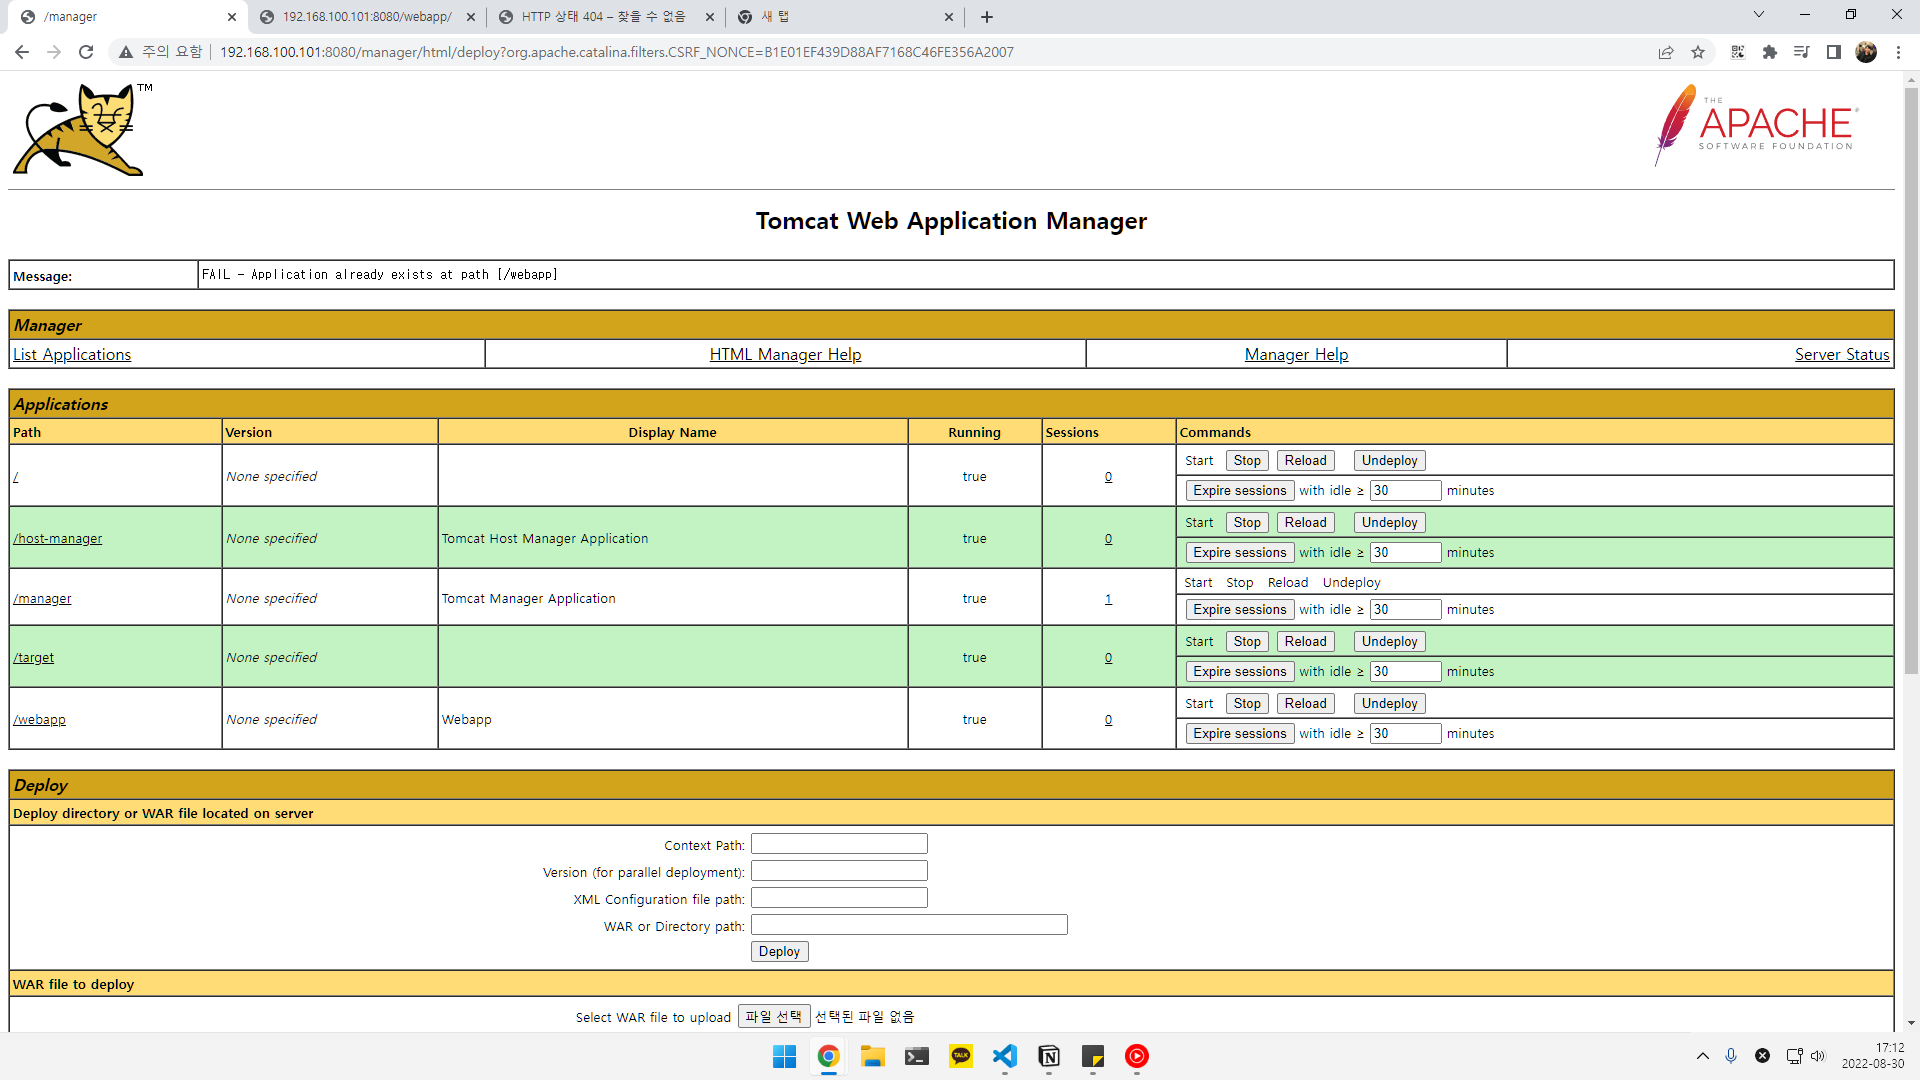 /manager
192.168.100.101:8080/webapp/
HTTP 상태 404 – 찾을 수 없음
새 탭
주의 요함
192.168.100.101:8080/manager/html/deploy?org.apache.catalina.filters.CSRF_NONCE=B1E01EF439D88AF7168C46FE356A2007
TM
THE
APACHE®
SOFTWARE FOUNDATION
Tomcat Web Application Manager
Message: FAIL - Application already exists at path [/webapp]
Manager
List Applications HTML Manager Help Manager Help Server Status
Applications
Path Version Display Name Running Sessions Commands
/ None specified true 0 Start Stop Reload Undeploy
Expire sessions with idle ≥ 30 minutes
/host-manager None specified Tomcat Host Manager Application true 0 Start Stop Reload Undeploy
Expire sessions with idle ≥ 30 minutes
/manager None specified Tomcat Manager Application true 1 Start Stop Reload Undeploy
Expire sessions with idle ≥ 30 minutes
/target None specified true 0 Start Stop Reload Undeploy
Expire sessions with idle ≥ 30 minutes
/webapp None specified Webapp true 0 Start Stop Reload Undeploy
Expire sessions with idle ≥ 30 minutes
Deploy
Deploy directory or WAR file located on server
Context Path:
Version (for parallel deployment):
XML Configuration file path:
WAR or Directory path:
Deploy
WAR file to deploy
Select WAR file to upload 파일 선택 선택된 파일 없음
TALK
17:12
2022-08-30